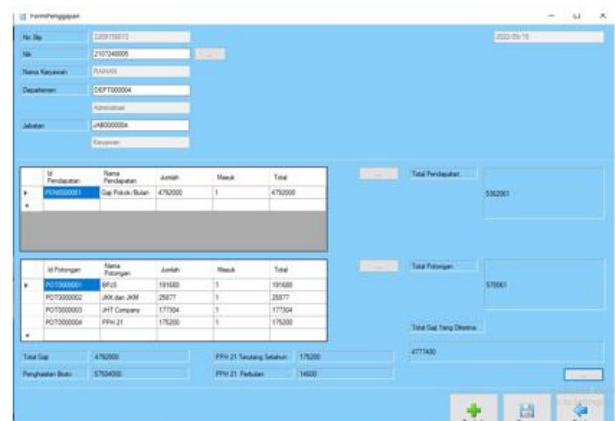 FormPenggajian
No Slip 2209150013 2022/09/15
Nik 2107240005 ...
Nama Karyawan RAIHAN
Departemen DEPT000004
Administrasi
Jabatan JAB0000004
Karyawan
Id Pendapatan Nama Pendapatan Jumlah Masuk Total ... Total Pendapatan
PEN0000001 Gaji Pokok /Bulan 4792000 1 4792000 5362061
Id Potongan Nama Potongan Jumlah Masuk Total ... Total Potongan
POT0000001 BPJS 191680 1 191680 570061
POT0000002 JKK dan JKM 25877 1 25877
POT0000003 JHT Company 177304 1 177304
POT0000004 PPH 21 175200 1 175200
Total Gaji Yang Diterima
Total Gaji 4792000 PPH 21 Terutang Setahun 175200 4777400
Penghasilan Bruto 57504000 PPH 21 Perbulan 14600 ...